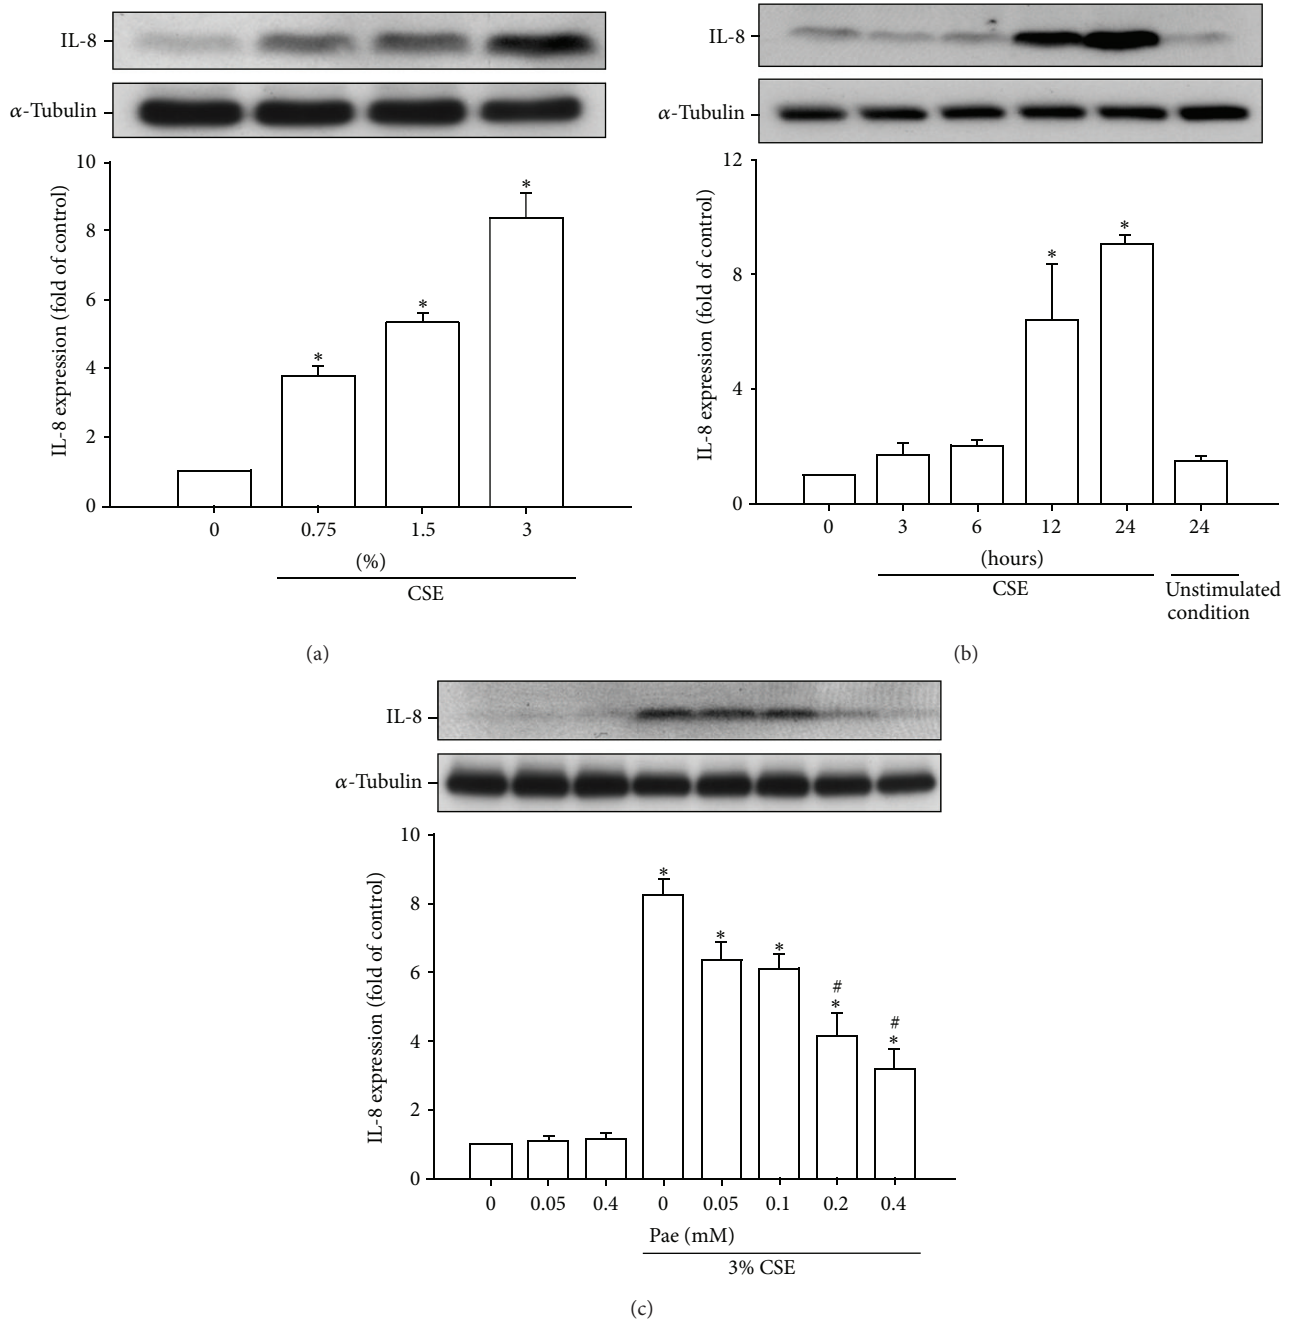 IL-8
α-Tubulin
IL-8 expression (fold of control)
10
8
6
4
2
0
*
*
*
0 0.75 1.5 3
(%)
CSE
(a)
IL-8
α-Tubulin
IL-8 expression (fold of control)
12
8
4
0
*
*
0 3 6 12 24 24
(hours)
CSE
Unstimulated
condition
(b)
IL-8
α-Tubulin
IL-8 expression (fold of control)
10
8
6
4
2
0
*
*
*
#
*
#
*
0 0.05 0.4 0 0.05 0.1 0.2 0.4
Pae (mM)
3% CSE
(c)